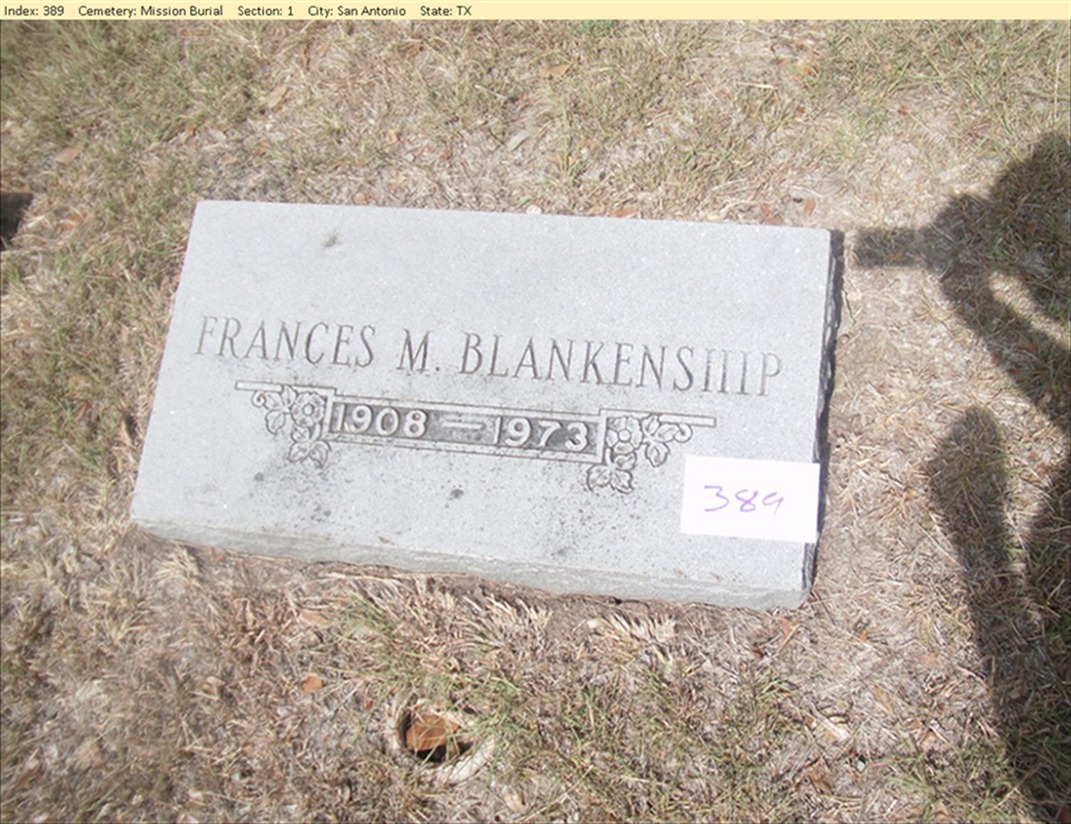 Index: 389 Cemetery: Mission Burial Section: 1 City: San Antonio State: TX
FRANCES M. BLANKENSHIP
1908 — 1973
389